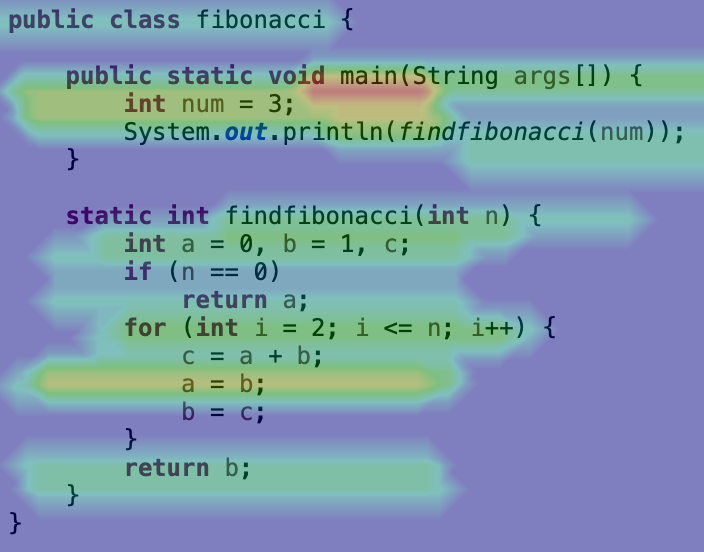 public class fibonacci {
    public static void main(String args[]) {
        int num = 3;
        System.out.println(findfibonacci(num));
    }
    static int findfibonacci(int n) {
        int a = 0, b = 1, c;
        if (n == 0)
            return a;
        for (int i = 2; i <= n; i++) {
            c = a + b;
            a = b;
            b = c;
        }
        return b;
    }
}